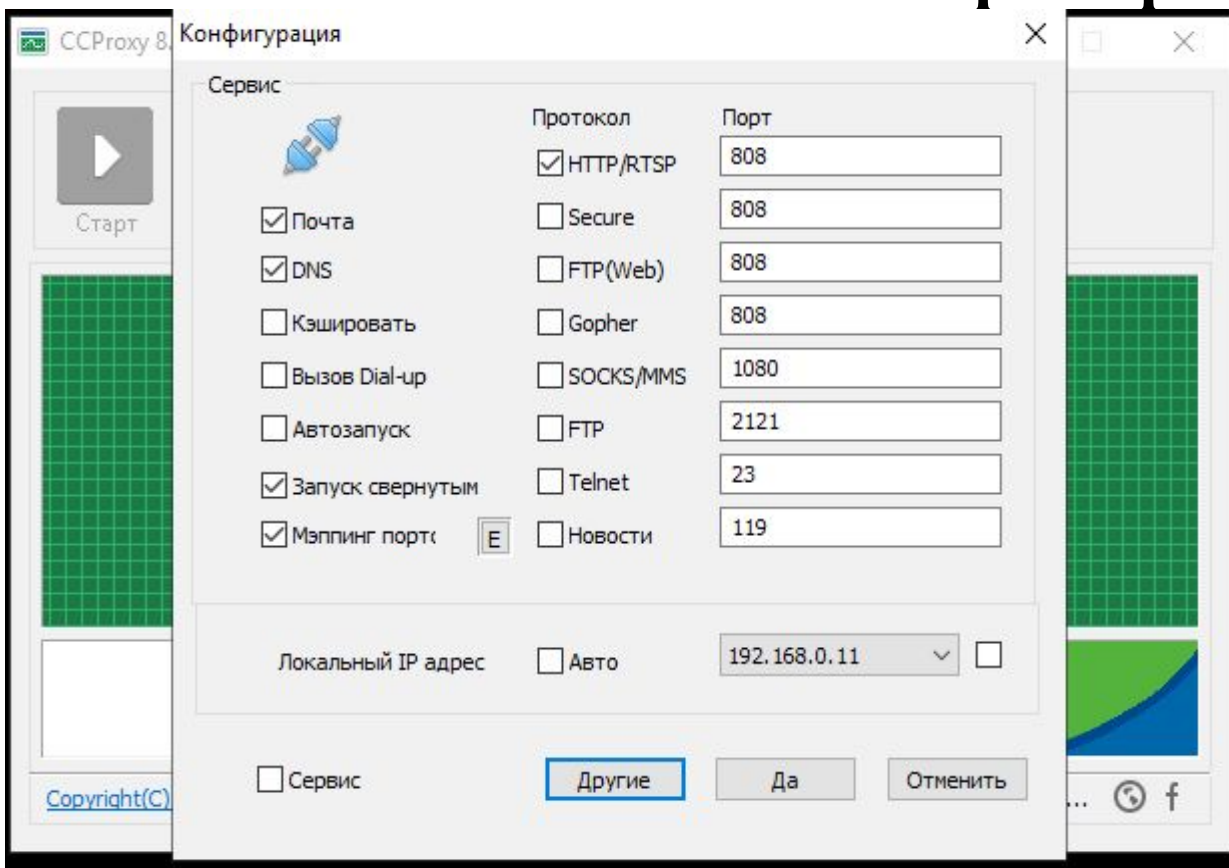 CCProxy 8.
Конфигурация
Сервис
Протокол Порт
HTTP/RTSP 808
Старт
Почта
Secure 808
DNS
FTP(Web) 808
Кэшировать
Gopher 808
Вызов Dial-up
SOCKS/MMS 1080
Автозапуск
FTP 2121
Запуск свернутым
Telnet 23
Мэппинг портс E
Новости 119
Локальный IP адрес Авто 192.168.0.11
Сервис Другие Да Отменить
Copyright(C) ... f